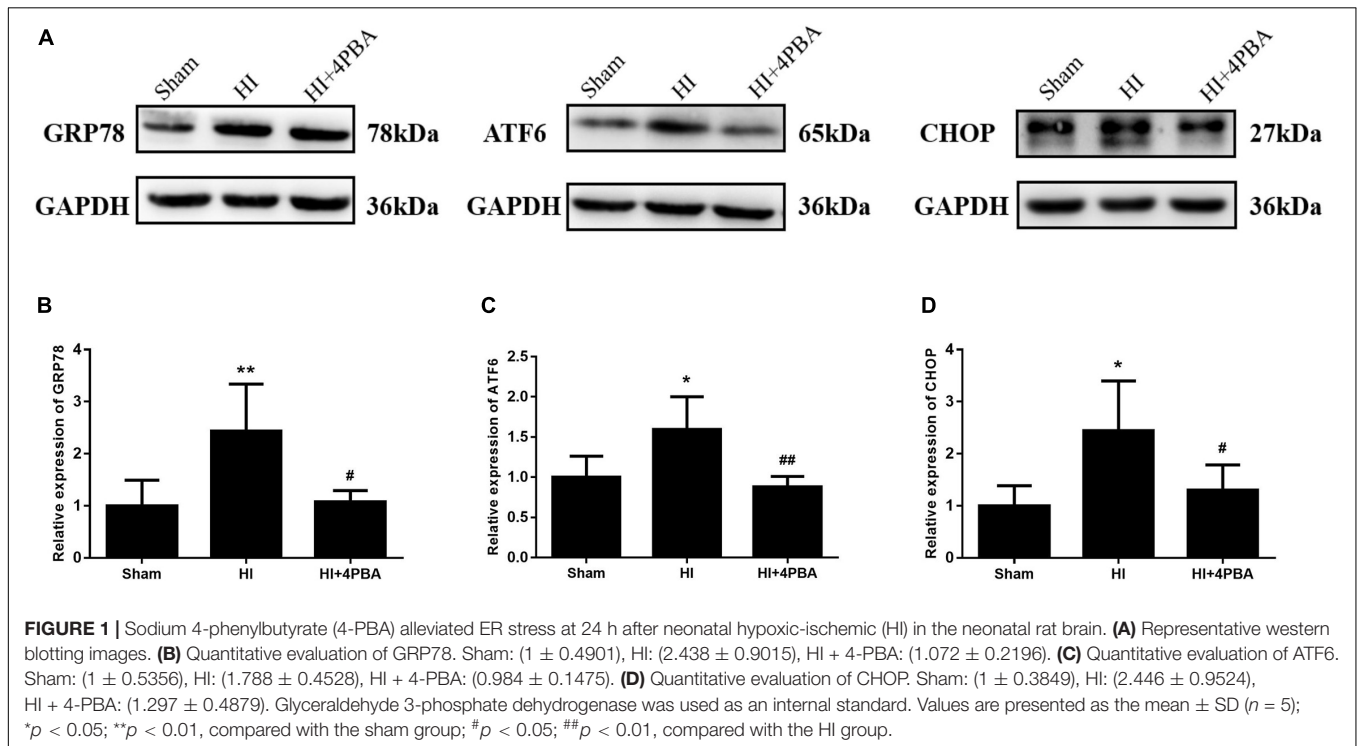 A
Sham HI HI+4PBA
GRP78 78kDa
GAPDH 36kDa
Sham HI HI+4PBA
ATF6 65kDa
GAPDH 36kDa
Sham HI HI+4PBA
CHOP 27kDa
GAPDH 36kDa
B
Relative expression of GRP78
4
3
2
1
0
**
#
Sham HI HI+4PBA
C
Relative expression of ATF6
2.5
2.0
1.5
1.0
0.5
0.0
*
##
Sham HI HI+4PBA
D
Relative expression of CHOP
4
3
2
1
0
*
#
Sham HI HI+4PBA
FIGURE 1 | Sodium 4-phenylbutyrate (4-PBA) alleviated ER stress at 24 h after neonatal hypoxic-ischemic (HI) in the neonatal rat brain. (A) Representative western
blotting images. (B) Quantitative evaluation of GRP78. Sham: (1 ± 0.4901), HI: (2.438 ± 0.9015), HI + 4-PBA: (1.072 ± 0.2196). (C) Quantitative evaluation of ATF6.
Sham: (1 ± 0.5356), HI: (1.788 ± 0.4528), HI + 4-PBA: (0.984 ± 0.1475). (D) Quantitative evaluation of CHOP. Sham: (1 ± 0.3849), HI: (2.446 ± 0.9524),
HI + 4-PBA: (1.297 ± 0.4879). Glyceraldehyde 3-phosphate dehydrogenase was used as an internal standard. Values are presented as the mean ± SD (n = 5);
*p < 0.05; **p < 0.01, compared with the sham group; #p < 0.05; ##p < 0.01, compared with the HI group.